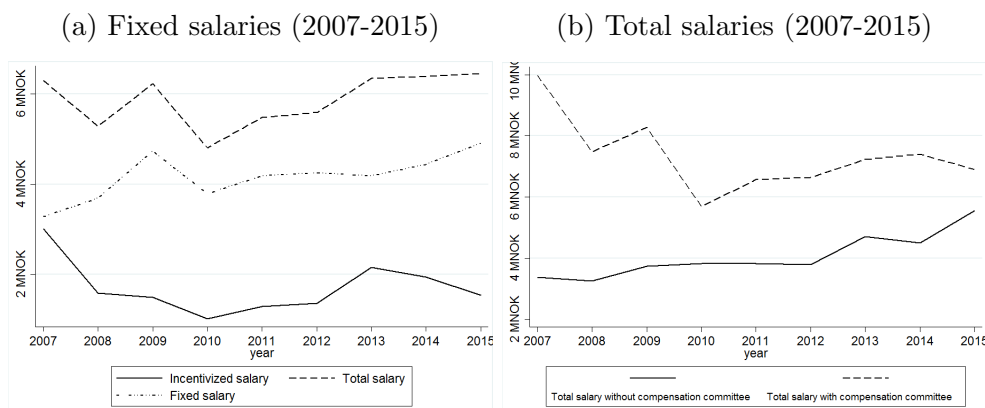 (a) Fixed salaries (2007-2015)
6 MNOK
4 MNOK
2 MNOK
2007 2008 2009 2010 2011 2012 2013 2014 2015
year
Incentivized salary Total salary
Fixed salary
(b) Total salaries (2007-2015)
10 MNOK
8 MNOK
6 MNOK
4 MNOK
2 MNOK
2007 2008 2009 2010 2011 2012 2013 2014 2015
year
Total salary without compensation committee Total salary with compensation committee